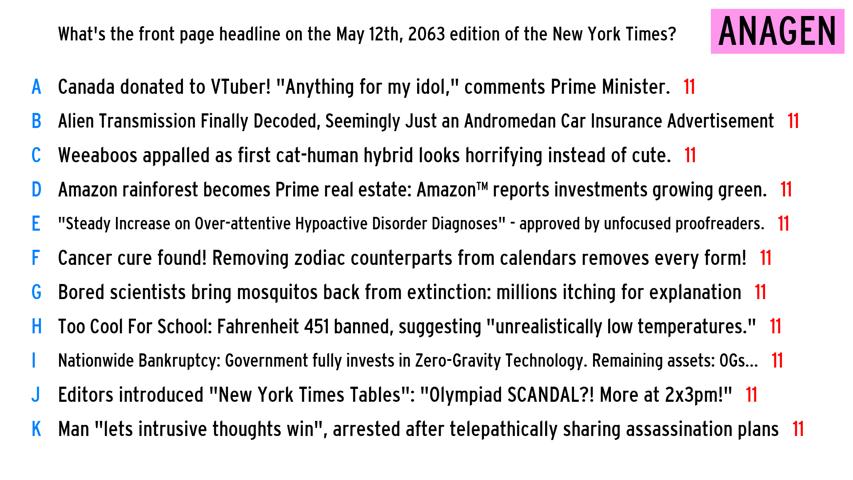 What's the front page headline on the May 12th, 2063 edition of the New York Times?
ANAGEN
A Canada donated to VTuber! "Anything for my idol," comments Prime Minister. 11
B Alien Transmission Finally Decoded, Seemingly Just an Andromedan Car Insurance Advertisement 11
C Weeaboos appalled as first cat-human hybrid looks horrifying instead of cute. 11
D Amazon rainforest becomes Prime real estate: Amazon™ reports investments growing green. 11
E "Steady Increase on Over-attentive Hypoactive Disorder Diagnoses" - approved by unfocused proofreaders. 11
F Cancer cure found! Removing zodiac counterparts from calendars removes every form! 11
G Bored scientists bring mosquitos back from extinction: millions itching for explanation 11
H Too Cool For School: Fahrenheit 451 banned, suggesting "unrealistically low temperatures." 11
I Nationwide Bankruptcy: Government fully invests in Zero-Gravity Technology. Remaining assets: 0Gs... 11
J Editors introduced "New York Times Tables": "Olympiad SCANDAL?! More at 2x3pm!" 11
K Man "lets intrusive thoughts win", arrested after telepathically sharing assassination plans 11